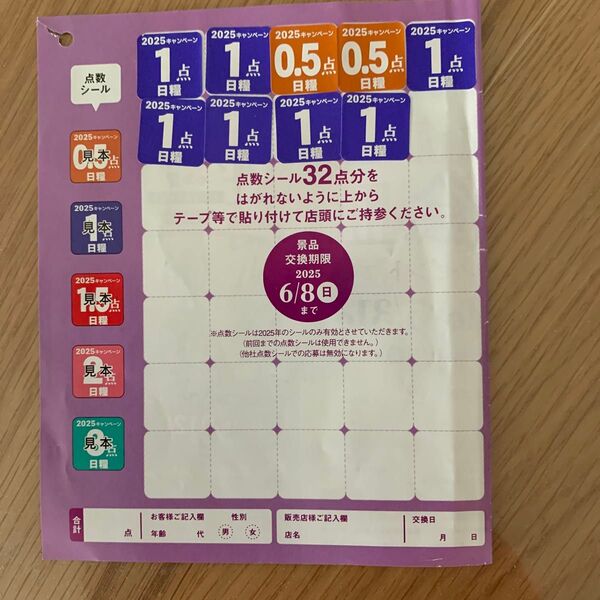 2025キャンペーン
1点
日糧
2025キャンペーン
1点
日糧
2025キャンペーン
0.5点
日糧
2025キャンペーン
0.5点
日糧
2025キャンペーン
1点
日糧
2025キャンペーン
1点
日糧
2025キャンペーン
1点
日糧
2025キャンペーン
1点
日糧
2025キャンペーン
1点
日糧
点数
シール
2025キャンペーン
0.5点
見本
日糧
2025キャンペーン
1点
見本
日糧
2025キャンペーン
1.5点
見本
日糧
2025キャンペーン
2点
見本
日糧
2025キャンペーン
3点
見本
日糧
点数シール32点分を
はがれないように上から
テープ等で貼り付けて店頭にご持参ください。
景品
交換期限
2025
6/8(日)
まで
※点数シールは2025年のシールのみ有効とさせていただきます。
(前回までの点数シールは使用できません。)
(他社点数シールでの応募は無効になります。)
合計
点
お客様ご記入欄 性別
年齢 代 男 女
販売店様ご記入欄
店名
交換日
月 日